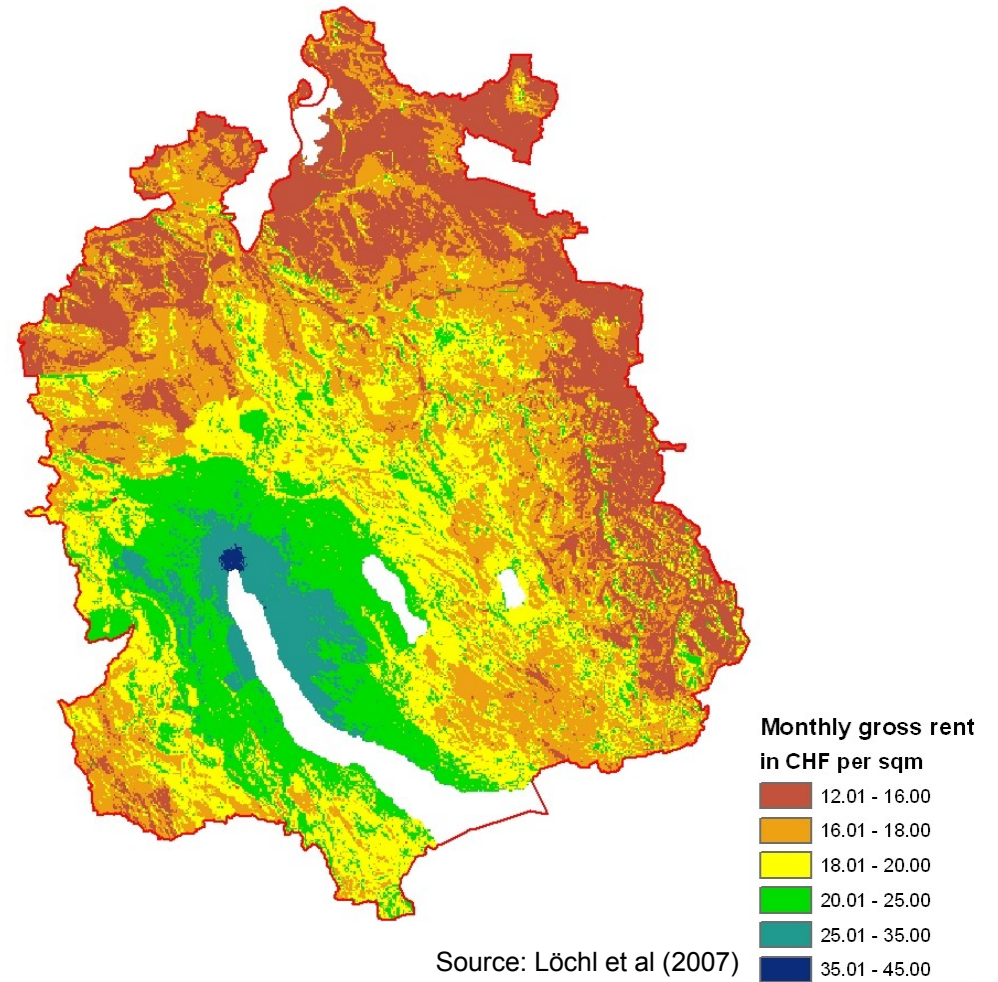 Monthly gross rent
in CHF per sqm
12.01 - 16.00
16.01 - 18.00
18.01 - 20.00
20.01 - 25.00
25.01 - 35.00
35.01 - 45.00
Source: Löchl et al (2007)